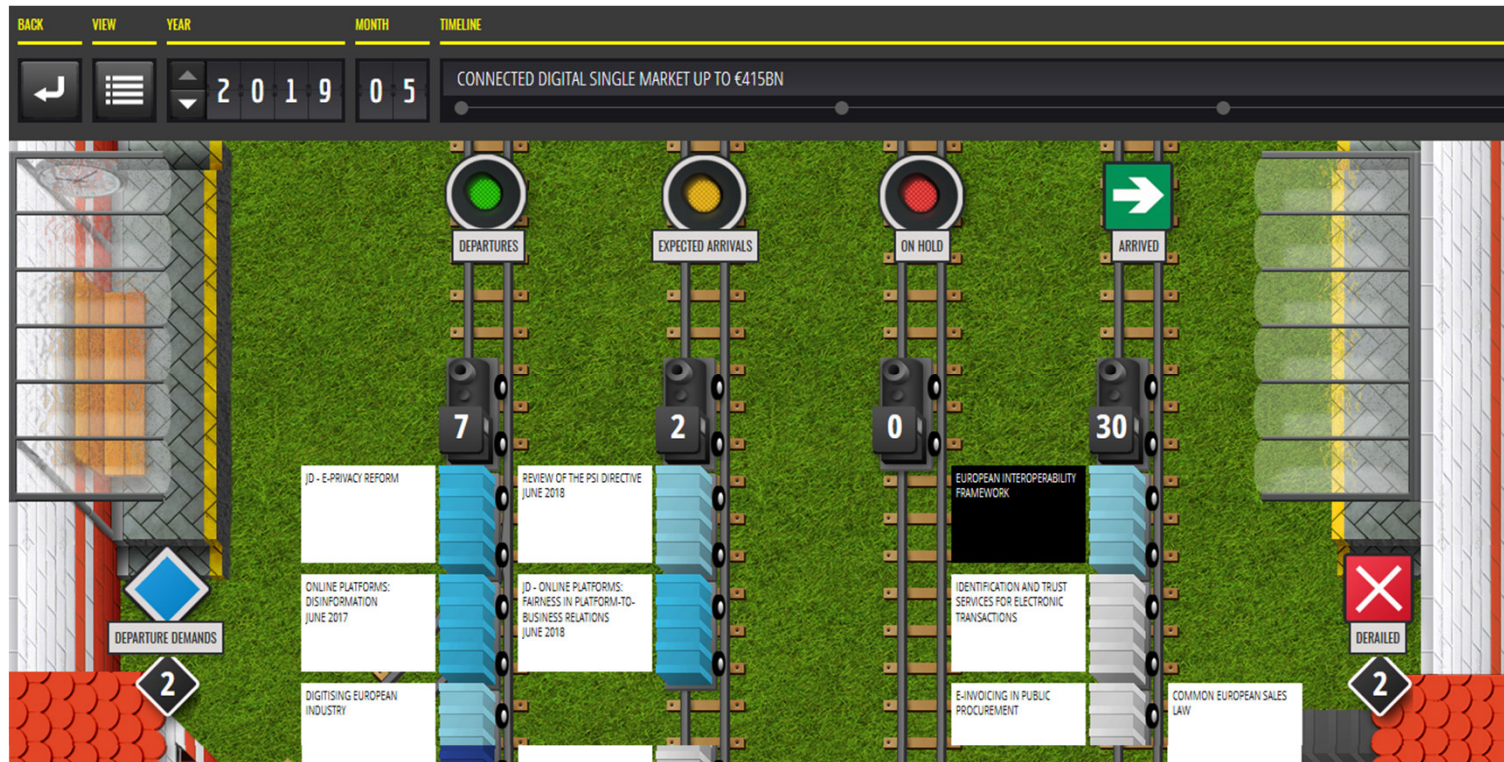 BACK
VIEW
YEAR
MONTH
TIMELINE
2019
05
CONNECTED DIGITAL SINGLE MARKET UP TO €415BN
DEPARTURES
EXPECTED ARRIVALS
ON HOLD
ARRIVED
7
2
0
30
JD - E-PRIVACY REFORM
REVIEW OF THE PSI DIRECTIVE
JUNE 2018
EUROPEAN INTEROPERABILITY
FRAMEWORK
ONLINE PLATFORMS:
DISINFORMATION
JUNE 2017
JD - ONLINE PLATFORMS:
FAIRNESS IN PLATFORM-TO-
BUSINESS RELATIONS
JUNE 2018
IDENTIFICATION AND TRUST
SERVICES FOR ELECTRONIC
TRANSACTIONS
DEPARTURE DEMANDS
2
DERAILED
2
DIGITISING EUROPEAN
INDUSTRY
E-INVOICING IN PUBLIC
PROCUREMENT
COMMON EUROPEAN SALES
LAW